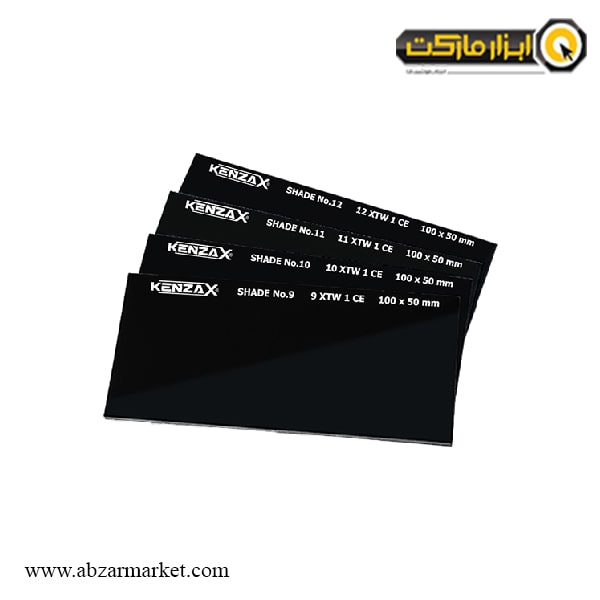 ابزار مارکت
KENZAX SHADE No.12 12 XTW 1 CE 100 x 50 mm
KENZAX SHADE No.11 11 XTW 1 CE 100 x 50 mm
KENZAX SHADE No.10 10 XTW 1 CE 100 x 50 mm
KENZAX® SHADE No.9 9 XTW 1 CE 100 x 50 mm
www.abzarmarket.com